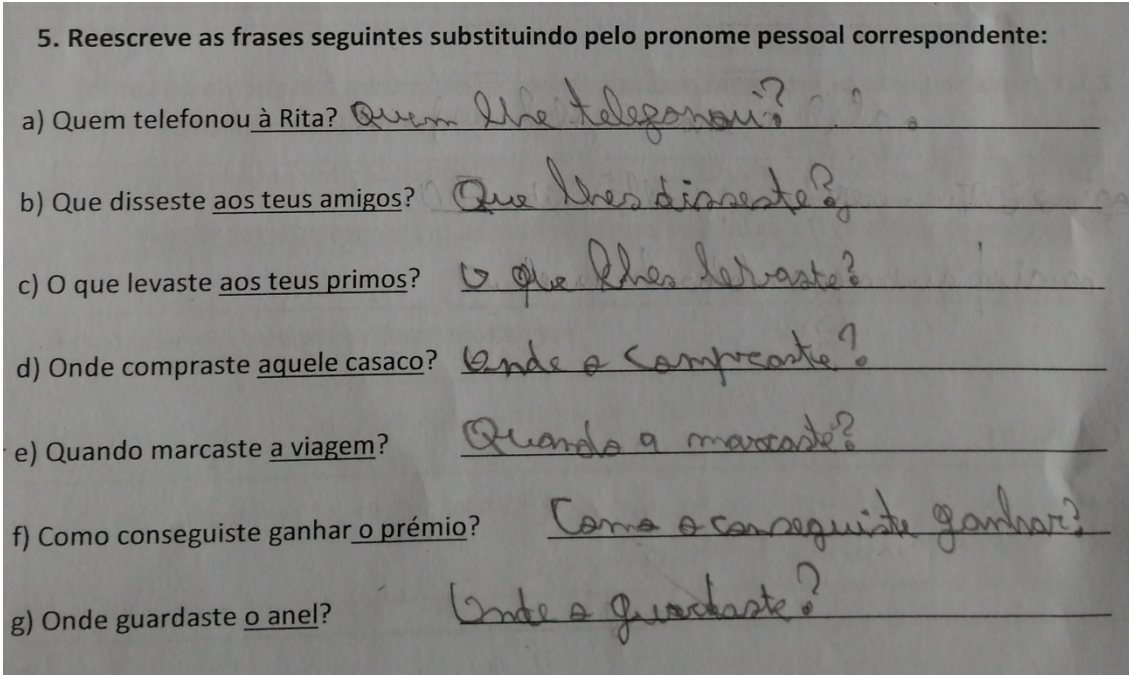 5. Reescreve as frases seguintes substituindo pelo pronome pessoal correspondente:
a) Quem telefonou à Rita? Quem lhe telefonou?
b) Que disseste aos teus amigos? Que lhes disseste?
c) O que levaste aos teus primos? O que lhes levaste?
d) Onde compraste aquele casaco? Onde o compraste?
e) Quando marcaste a viagem? Quando a marcaste?
f) Como conseguiste ganhar o prémio? Como o conseguiste ganhar?
g) Onde guardaste o anel? Onde o guardaste?